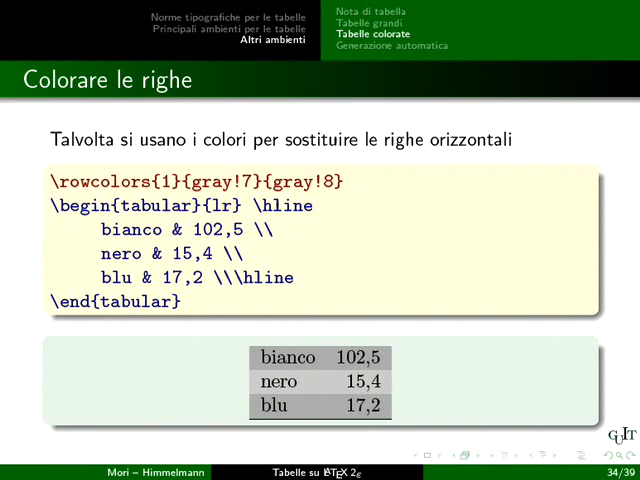 Norme tipografiche per le tabelle
Principali ambienti per le tabelle
Altri ambienti
Nota di tabella
Tabelle grandi
Tabelle colorate
Generazione automatica
Colorare le righe
Talvolta si usano i colori per sostituire le righe orizzontali
\rowcolors{1}{gray!7}{gray!8}
\begin{tabular}{lr} \hline
bianco & 102,5 \\
nero & 15,4 \\
blu & 17,2 \\\hline
\end{tabular}
bianco 102,5
nero 15,4
blu 17,2
GUIT
Mori – Himmelmann
Tabelle su LATEX 2ε
34/39